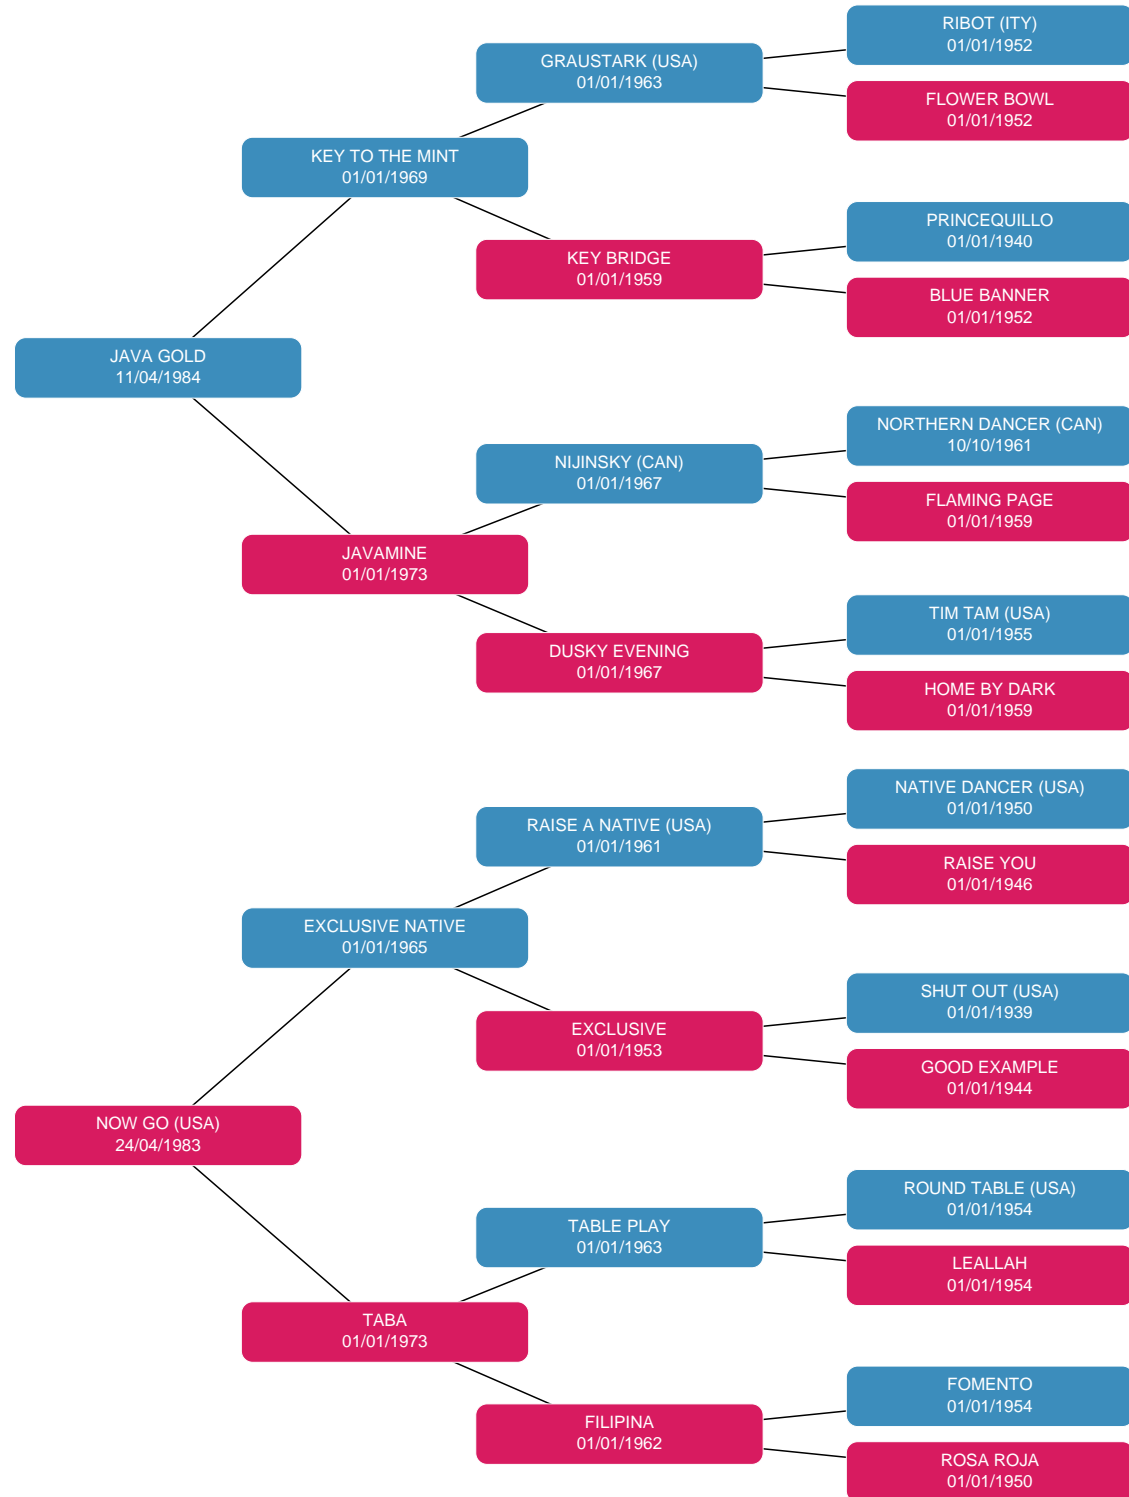 RIBOT (ITY)
01/01/1952
GRAUSTARK (USA)
01/01/1963
FLOWER BOWL
01/01/1952
KEY TO THE MINT
01/01/1969
PRINCEQUILLO
01/01/1940
KEY BRIDGE
01/01/1959
BLUE BANNER
01/01/1952
JAVA GOLD
11/04/1984
NORTHERN DANCER (CAN)
10/10/1961
NIJINSKY (CAN)
01/01/1967
FLAMING PAGE
01/01/1959
JAVAMINE
01/01/1973
TIM TAM (USA)
01/01/1955
DUSKY EVENING
01/01/1967
HOME BY DARK
01/01/1959
NATIVE DANCER (USA)
01/01/1950
RAISE A NATIVE (USA)
01/01/1961
RAISE YOU
01/01/1946
EXCLUSIVE NATIVE
01/01/1965
SHUT OUT (USA)
01/01/1939
EXCLUSIVE
01/01/1953
GOOD EXAMPLE
01/01/1944
NOW GO (USA)
24/04/1983
ROUND TABLE (USA)
01/01/1954
TABLE PLAY
01/01/1963
LEALLAH
01/01/1954
TABA
01/01/1973
FOMENTO
01/01/1954
FILIPINA
01/01/1962
ROSA ROJA
01/01/1950